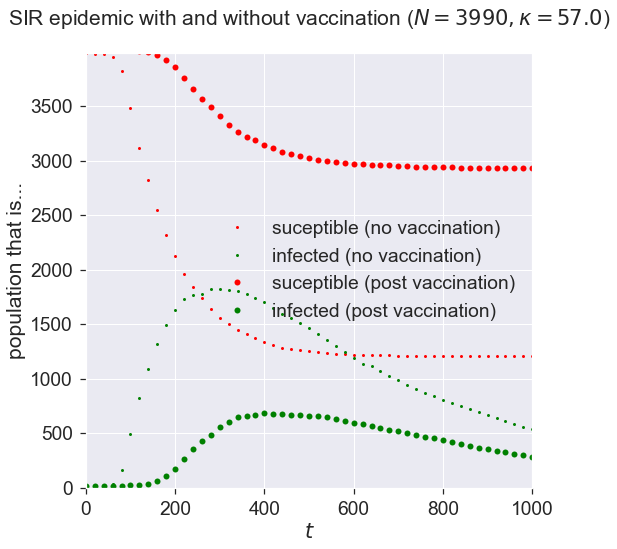 SIR epidemic with and without vaccination (N = 3990, κ = 57.0)
population that is...
3500
3000
2500
2000
1500
1000
500
0
suceptible (no vaccination)
infected (no vaccination)
suceptible (post vaccination)
infected (post vaccination)
0 200 400 600 800 1000
t